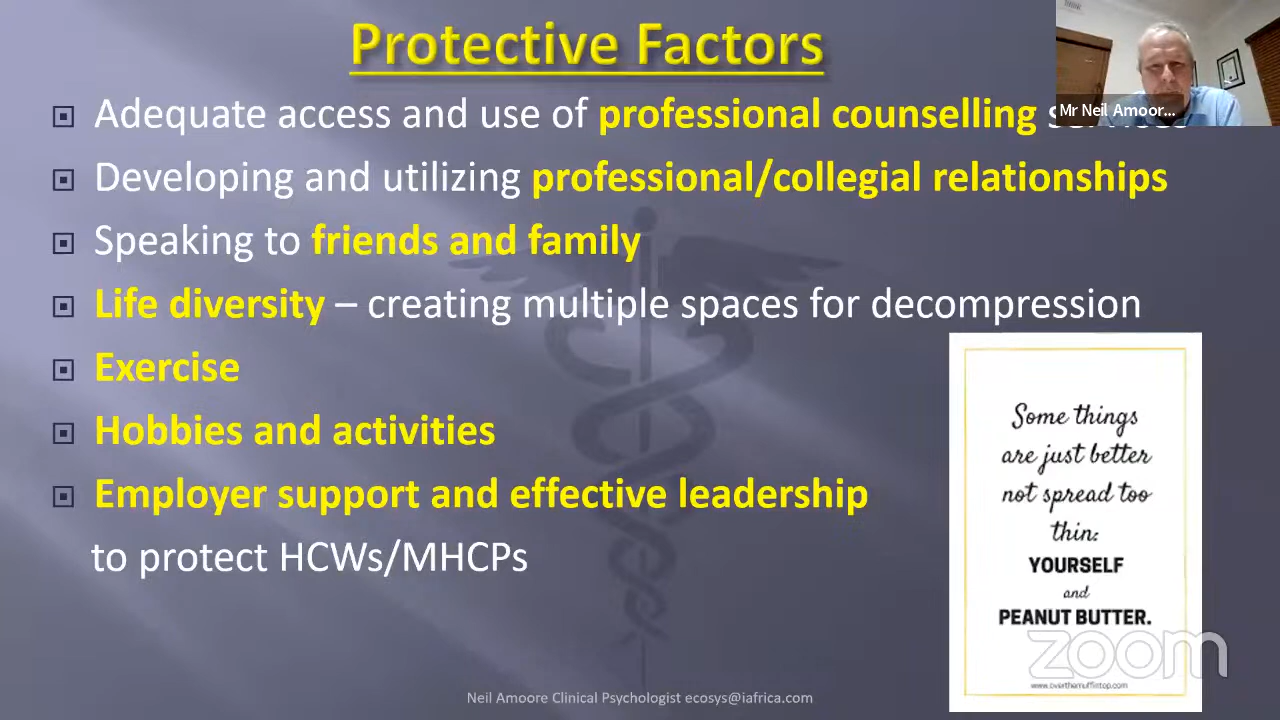 Protective Factors
Mr Neil Amoor...
Adequate access and use of professional counselling services
Developing and utilizing professional/collegial relationships
Speaking to friends and family
Life diversity – creating multiple spaces for decompression
Exercise
Hobbies and activities
Employer support and effective leadership
to protect HCWs/MHCPs
Some things
are just better
not spread too
thin:
YOURSELF
and
PEANUT BUTTER.
zoom
www.overthemuffintop.com
Neil Amoore Clinical Psychologist ecosys@iafrica.com